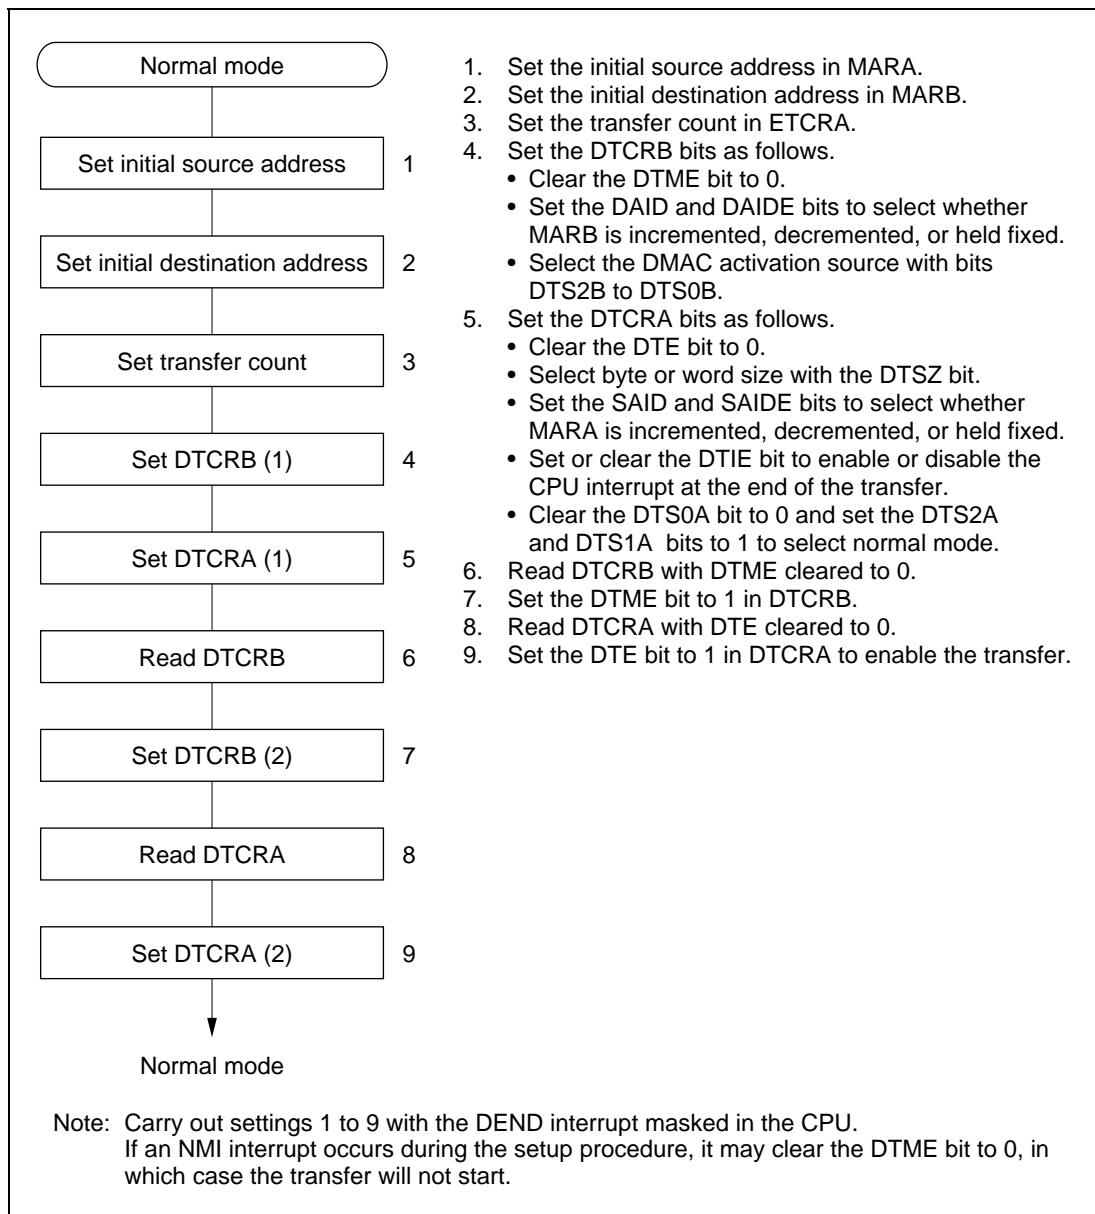 Normal mode
Set initial source address 1
Set initial destination address 2
Set transfer count 3
Set DTCRB (1) 4
Set DTCRA (1) 5
Read DTCRB 6
Set DTCRB (2) 7
Read DTCRA 8
Set DTCRA (2) 9
Normal mode
1. Set the initial source address in MARA.
2. Set the initial destination address in MARB.
3. Set the transfer count in ETCRA.
4. Set the DTCRB bits as follows.
• Clear the DTME bit to 0.
• Set the DAID and DAIDE bits to select whether
MARB is incremented, decremented, or held fixed.
• Select the DMAC activation source with bits
DTS2B to DTS0B.
5. Set the DTCRA bits as follows.
• Clear the DTE bit to 0.
• Select byte or word size with the DTSZ bit.
• Set the SAID and SAIDE bits to select whether
MARA is incremented, decremented, or held fixed.
• Set or clear the DTIE bit to enable or disable the
CPU interrupt at the end of the transfer.
• Clear the DTS0A bit to 0 and set the DTS2A
and DTS1A bits to 1 to select normal mode.
6. Read DTCRB with DTME cleared to 0.
7. Set the DTME bit to 1 in DTCRB.
8. Read DTCRA with DTE cleared to 0.
9. Set the DTE bit to 1 in DTCRA to enable the transfer.
Note: Carry out settings 1 to 9 with the DEND interrupt masked in the CPU.
If an NMI interrupt occurs during the setup procedure, it may clear the DTME bit to 0, in
which case the transfer will not start.